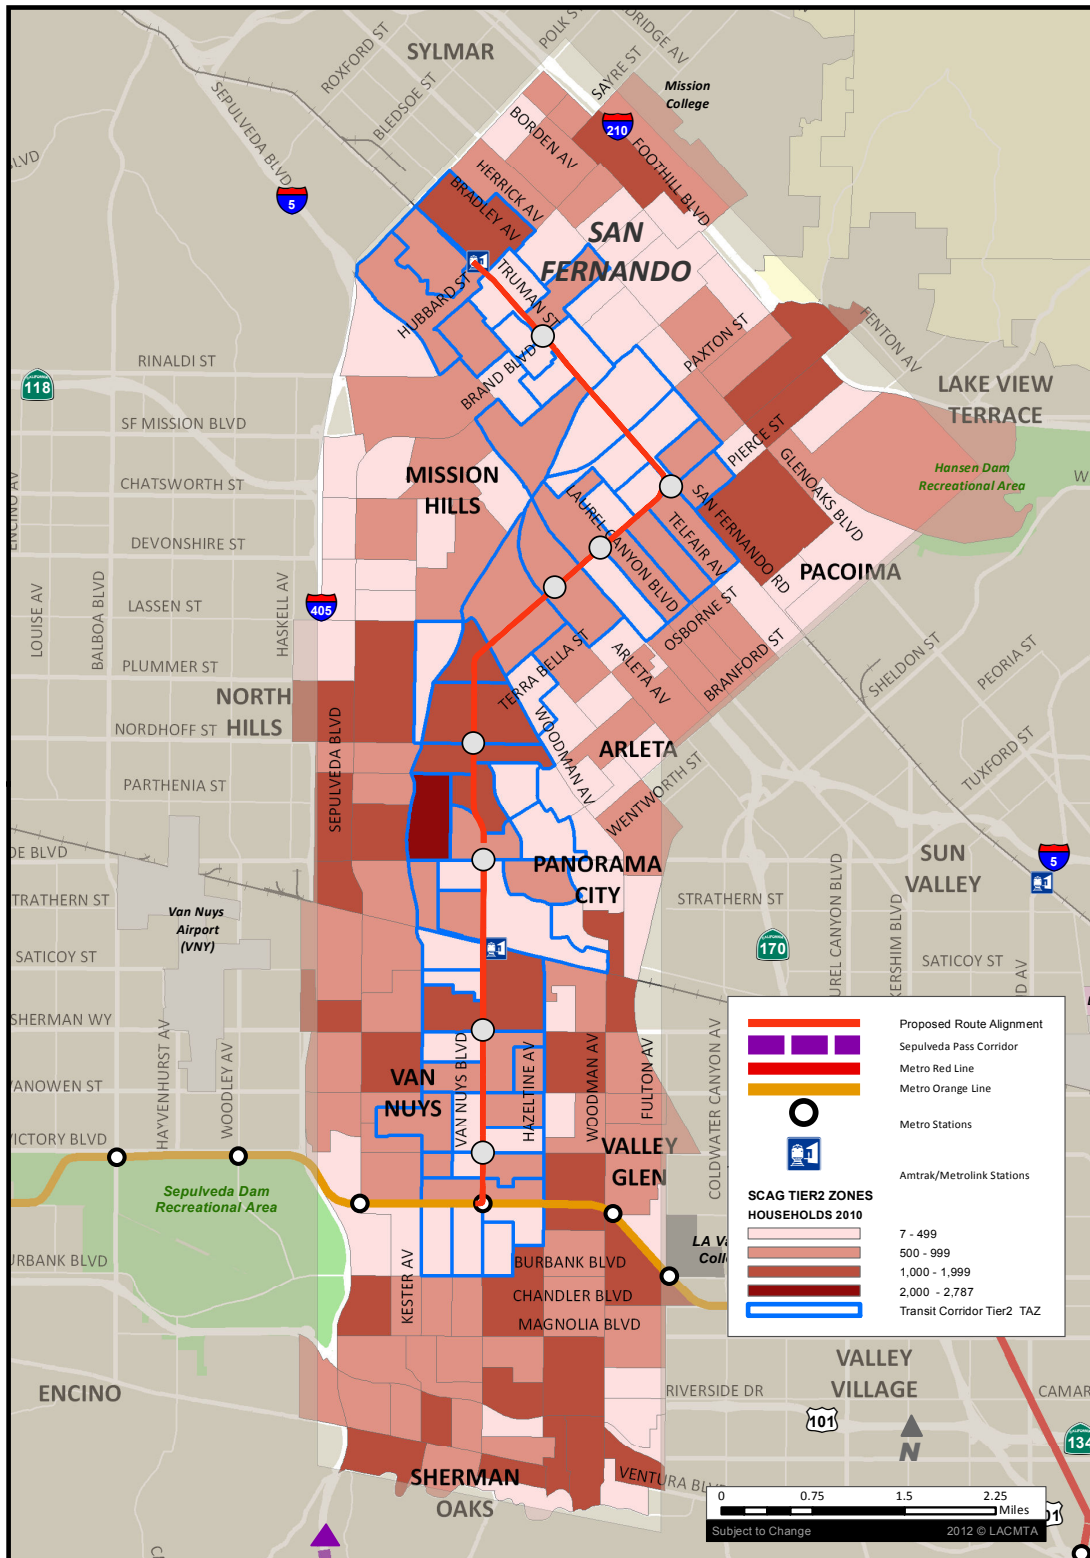 SYLMAR
POLK ST
SAYRE ST
ROXFORD ST
BLEDSOE ST
SEPULVEDA BLVD
Mission
College
210
BORDEN AV
FOOTHILL BLVD
HERRICK AV
BRADLEY AV
5
SAN
FERNANDO
TRUMAN ST
HUBBARD ST
BRAND BLVD
PAXTON ST
FENTON AV
RINALDI ST
118
SF MISSION BLVD
LAKE VIEW
TERRACE
PIERCE ST
GLENOAKS BLVD
MISSION
HILLS
CHATSWORTH ST
Hansen Dam
Recreational Area
LAUREL CANYON BLVD
SAN FERNANDO RD
TELFAIR AV
DEVONSHIRE ST
PACOIMA
LOUISE AV
BALBOA BLVD
HASKELL AV
LASSEN ST
405
OSBORNE ST
BRANFORD ST
SHELDON ST
PEORIA ST
PLUMMER ST
TERRA BELLA ST
ARLETA AV
NORTH
HILLS
NORDHOFF ST
WOODMAN AV
ARLETA
TUXFORD ST
PARTHENIA ST
SEPULVEDA BLVD
WENTWORTH ST
SUN
VALLEY
5
PANORAMA
CITY
STRATHERN ST
Van Nuys
Airport
(VNY)
170
SATICOY ST
SATICOY ST
SHERMAN WY
HAYVENHURST AV
WOODLEY AV
VAN
NUYS
VAN NUYS BLVD
HAZELTINE AV
WOODMAN AV
FULTON AV
COLDWATER CANYON AV
VALLEY
GLEN
Sepulveda Dam
Recreational Area
KESTER AV
BURBANK BLVD
CHANDLER BLVD
MAGNOLIA BLVD
Proposed Route Alignment
Sepulveda Pass Corridor
Metro Red Line
Metro Orange Line
Metro Stations
Amtrak/Metrolink Stations
SCAG TIER2 ZONES
HOUSEHOLDS 2010
7 - 499
500 - 999
1,000 - 1,999
2,000 - 2,787
Transit Corridor Tier2 TAZ
ENCINO
VALLEY
VILLAGE
RIVERSIDE DR
101
134
N
SHERMAN
OAKS
0 0.75 1.5 2.25
Miles
Subject to Change 2012 © LACMTA